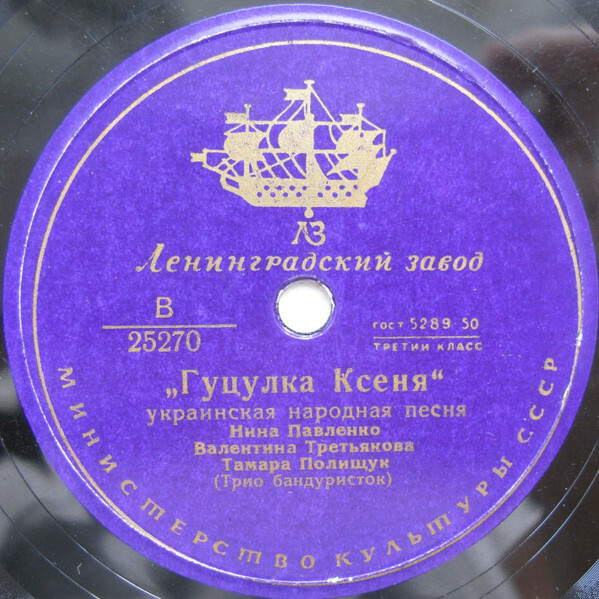 ЛЗ
Ленинградский завод
В
25270
гост 5289-50
третий класс
„Гуцулка Ксеня“
украинская народная песня
Нина Павленко
Валентина Третьякова
Тамара Полищук
(Трио бандуристок)
МИНИСТЕРСТВО КУЛЬТУРЫ СССР